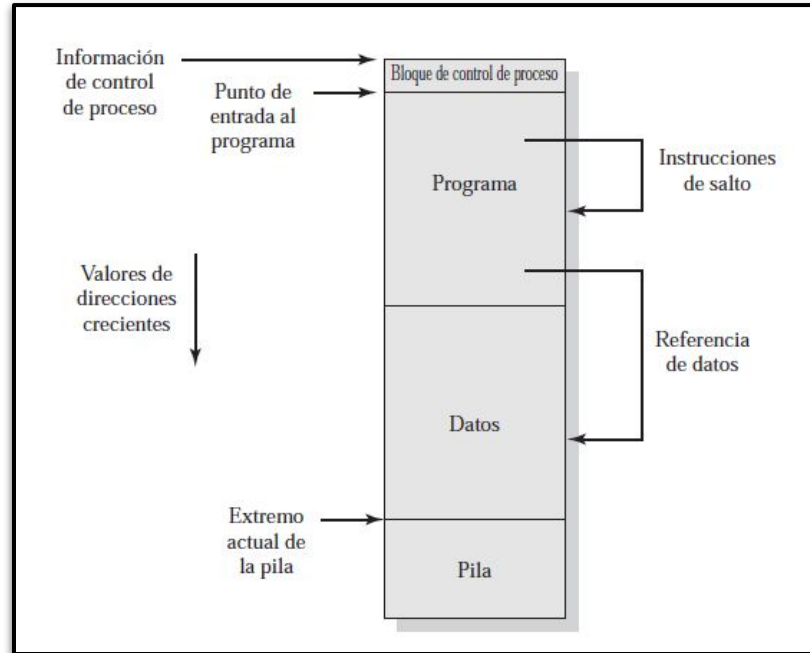 Información
de control
de proceso
Bloque de control de proceso
Punto de
entrada al
programa
Programa
Instrucciones
de salto
Valores de
direcciones
crecientes
Referencia
de datos
Datos
Extremo
actual de
la pila
Pila